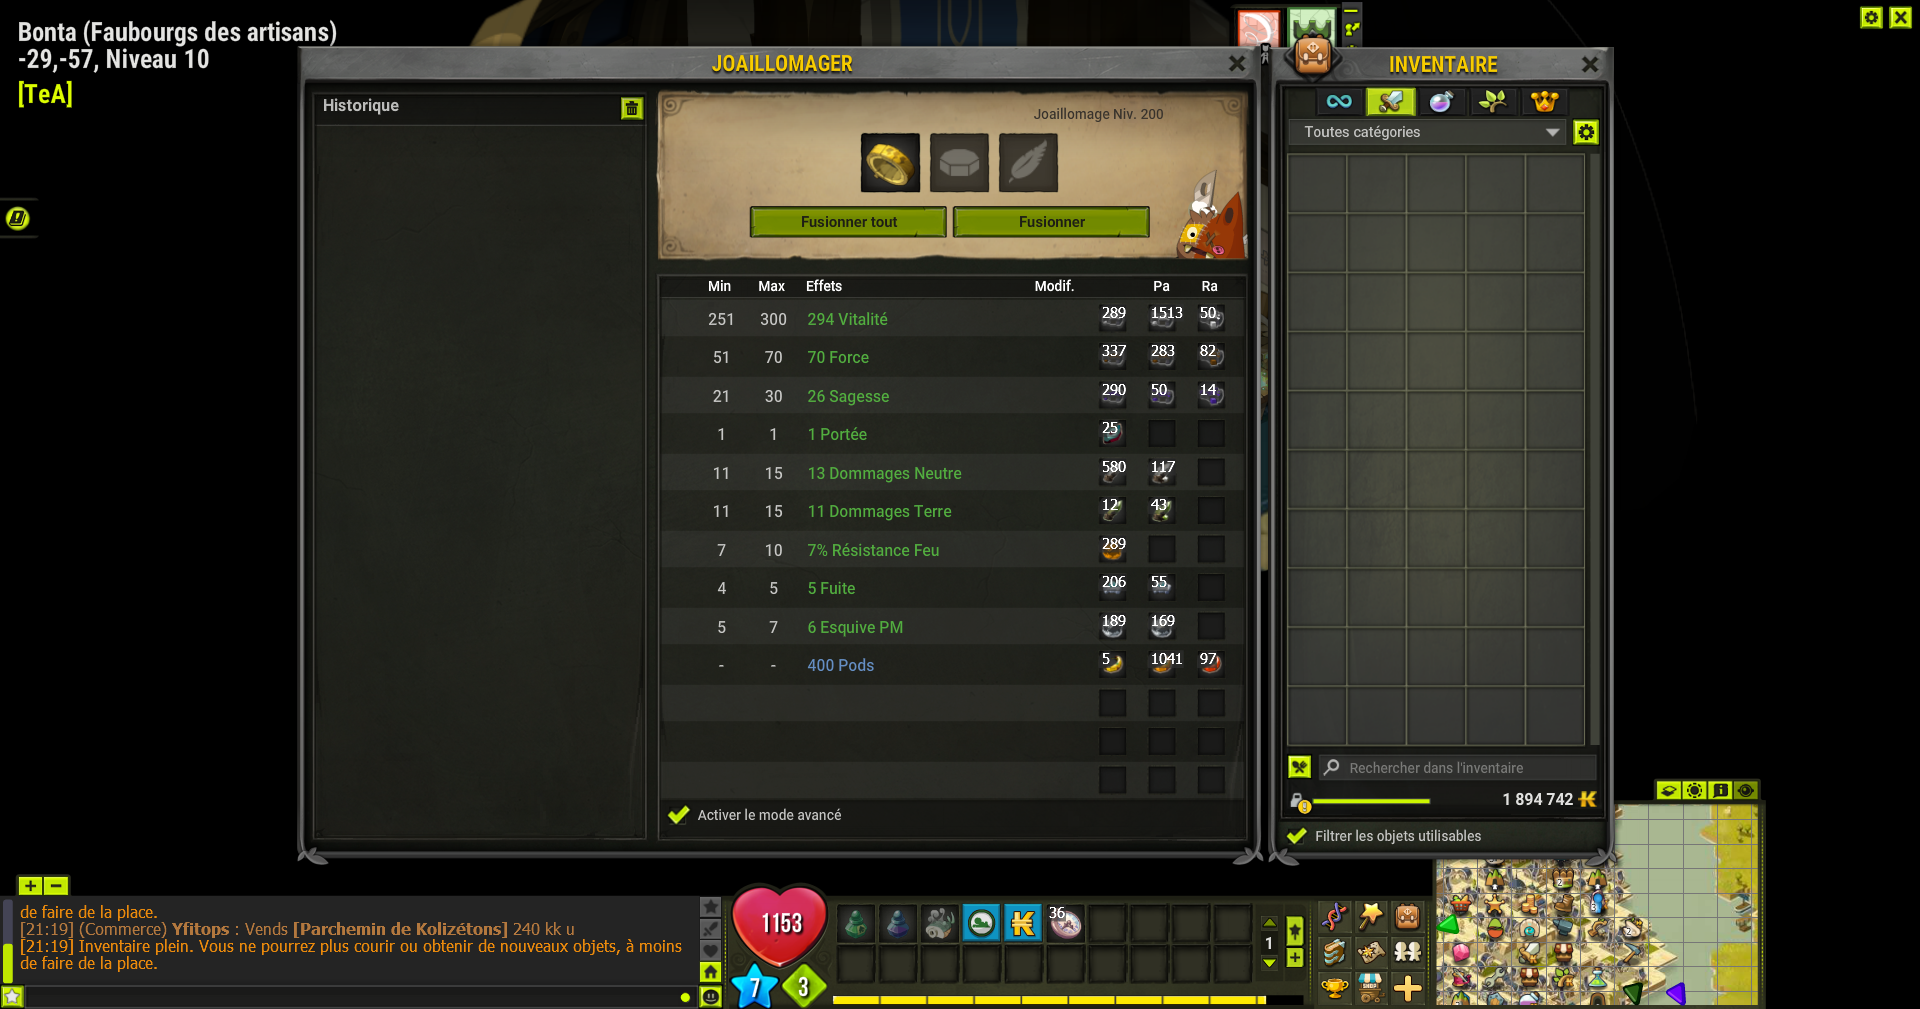 Bonta (Faubourgs des artisans)
-29,-57, Niveau 10
[TeA]
JOAILLOMAGER
Historique
Joaillomage Niv. 200
Fusionner tout
Fusionner
Min Max Effets Modif. Pa Ra
251 300 294 Vitalité 289 1513 50
51 70 70 Force 337 283 82
21 30 26 Sagesse 290 50 14
1 1 1 Portée 25
11 15 13 Dommages Neutre 580 117
11 15 11 Dommages Terre 12 43
7 10 7% Résistance Feu 289
4 5 5 Fuite 206 55
5 7 6 Esquive PM 189 169
- - 400 Pods 5 1041 97
Activer le mode avancé
INVENTAIRE
Toutes catégories
Rechercher dans l'inventaire
1 894 742
Filtrer les objets utilisables
de faire de la place.
[21:19] (Commerce) Yfitops : Vends [Parchemin de Kolizétons] 240 kk u
[21:19] Inventaire plein. Vous ne pourrez plus courir ou obtenir de nouveaux objets, à moins
de faire de la place.
1153
7
3
36
1
SHOP
2
2